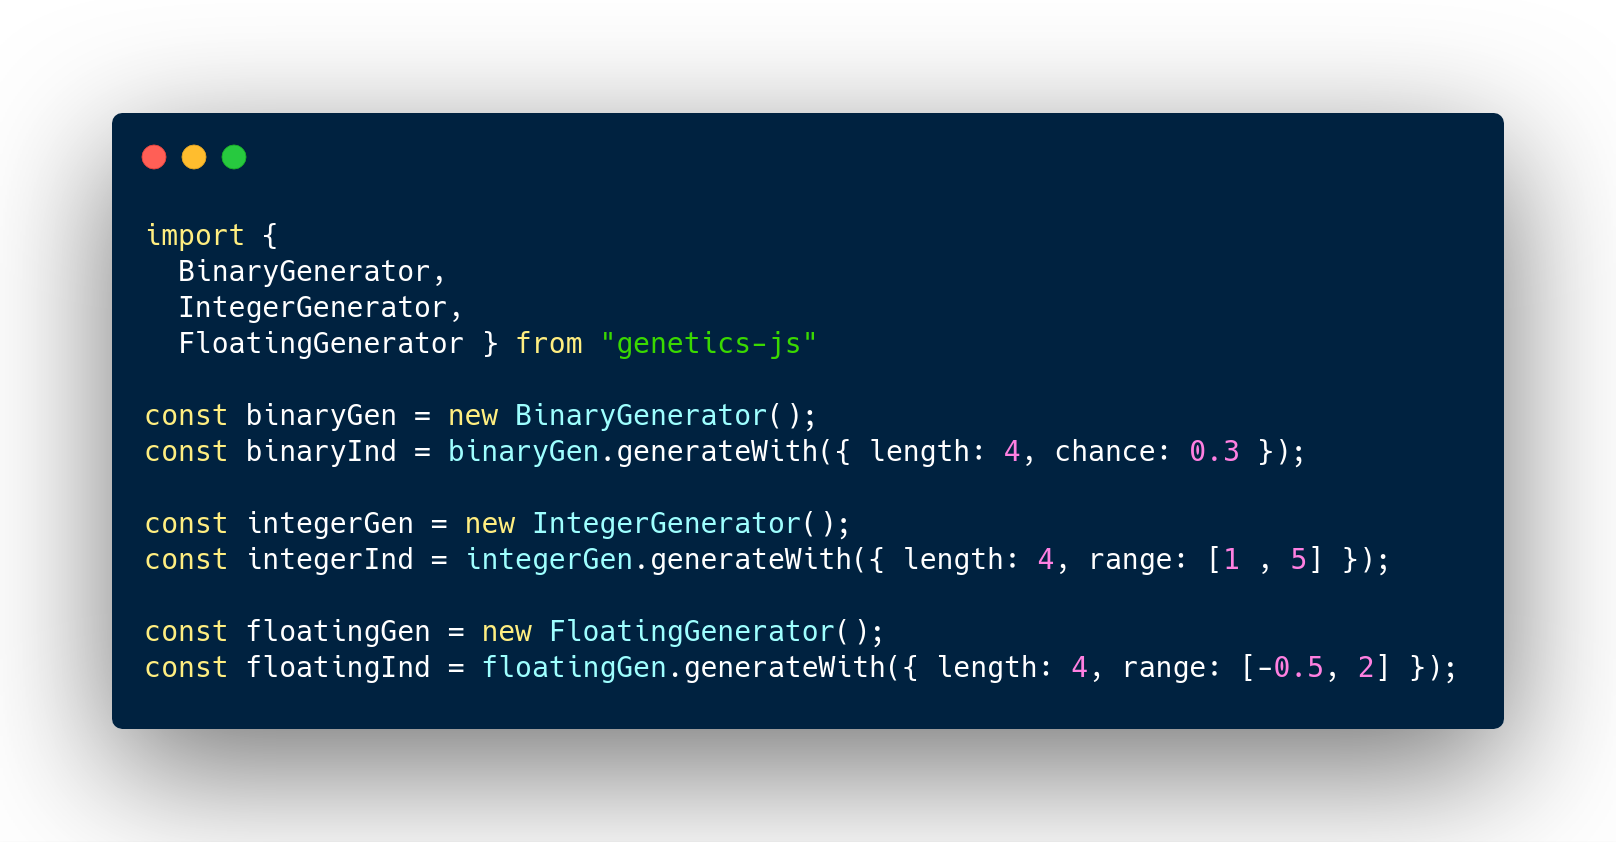 import {
  BinaryGenerator,
  IntegerGenerator,
  FloatingGenerator } from "genetics-js"

const binaryGen = new BinaryGenerator();
const binaryInd = binaryGen.generateWith({ length: 4, chance: 0.3 });

const integerGen = new IntegerGenerator();
const integerInd = integerGen.generateWith({ length: 4, range: [1 , 5] });

const floatingGen = new FloatingGenerator();
const floatingInd = floatingGen.generateWith({ length: 4, range: [-0.5, 2] });